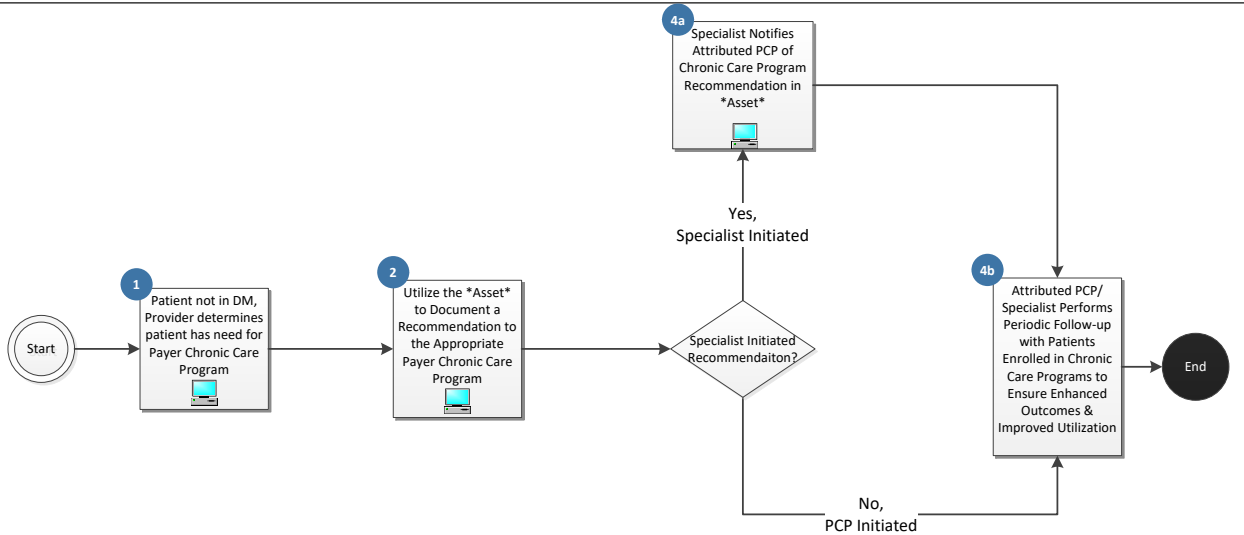 4a
Specialist Notifies
Attributed PCP of
Chronic Care Program
Recommendation in
*Asset*
Yes,
Specialist Initiated
Start
1
Patient not in DM,
Provider determines
patient has need for
Payer Chronic Care
Program
2
Utilize the *Asset*
to Document a
Recommendation to
the Appropriate
Payer Chronic Care
Program
Specialist Initiated
Recommendaiton?
4b
Attributed PCP/
Specialist Performs
Periodic Follow-up
with Patients
Enrolled in Chronic
Care Programs to
Ensure Enhanced
Outcomes &
Improved Utilization
End
No,
PCP Initiated